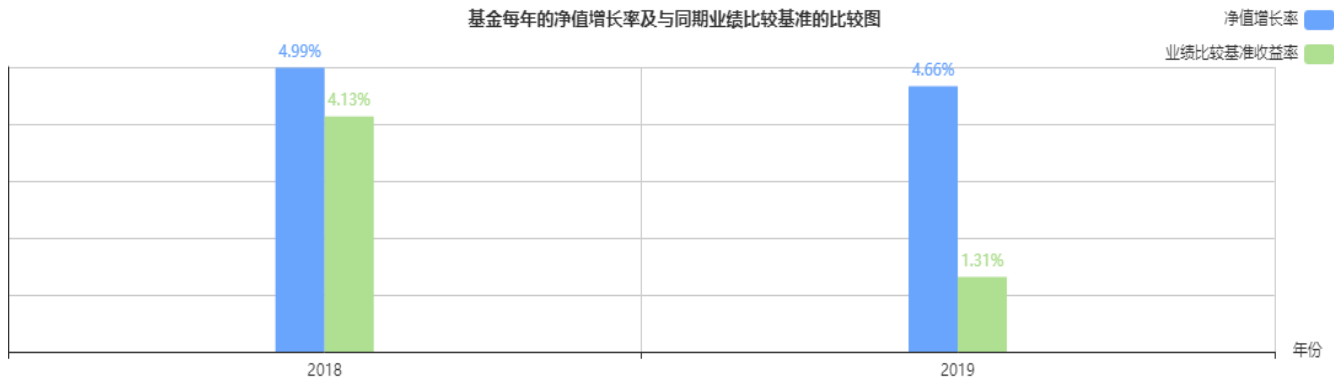 基金每年的净值增长率及与同期业绩比较基准的比较图
净值增长率
业绩比较基准收益率
4.99%
4.13%
4.66%
1.31%
年份
2018
2019